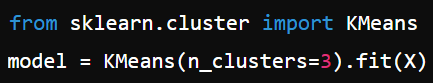 from sklearn.cluster import KMeans
model = KMeans(n_clusters=3).fit(X)